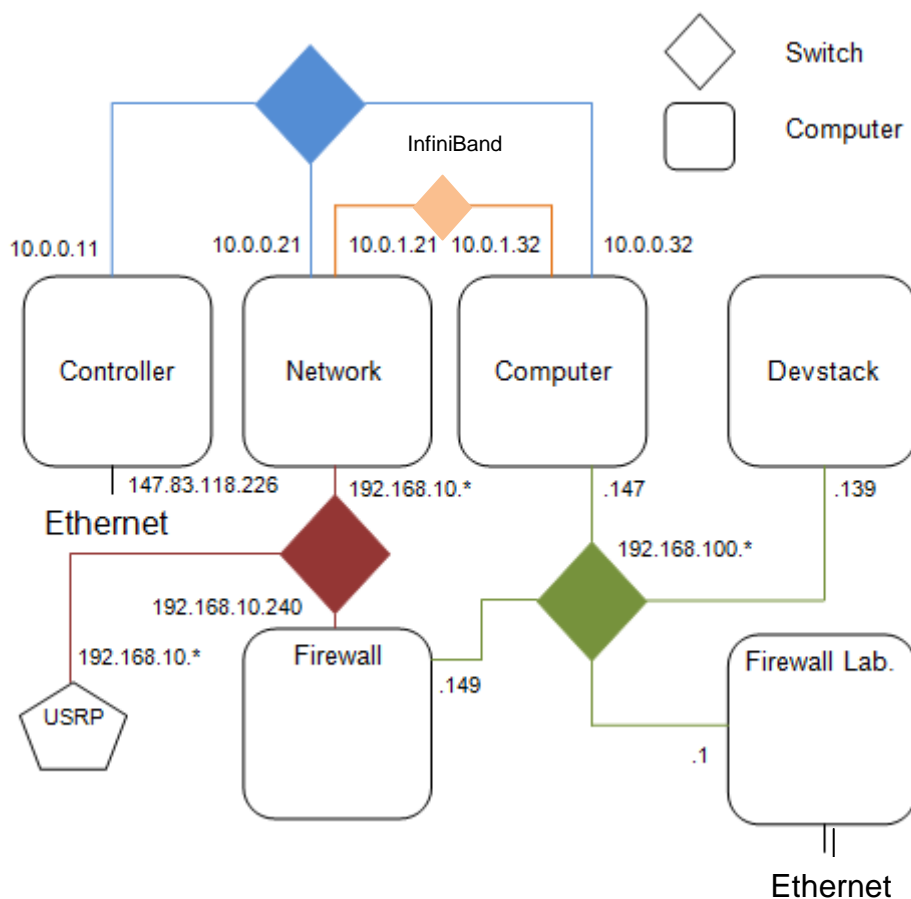 Switch
InfiniBand
Computer
10.0.0.11
10.0.0.21
10.0.1.21
10.0.1.32
10.0.0.32
Controller
Network
Computer
Devstack
147.83.118.226
192.168.10.*
.147
.139
Ethernet
192.168.100.*
192.168.10.240
192.168.10.*
Firewall
Firewall Lab.
.149
USRP
.1
Ethernet